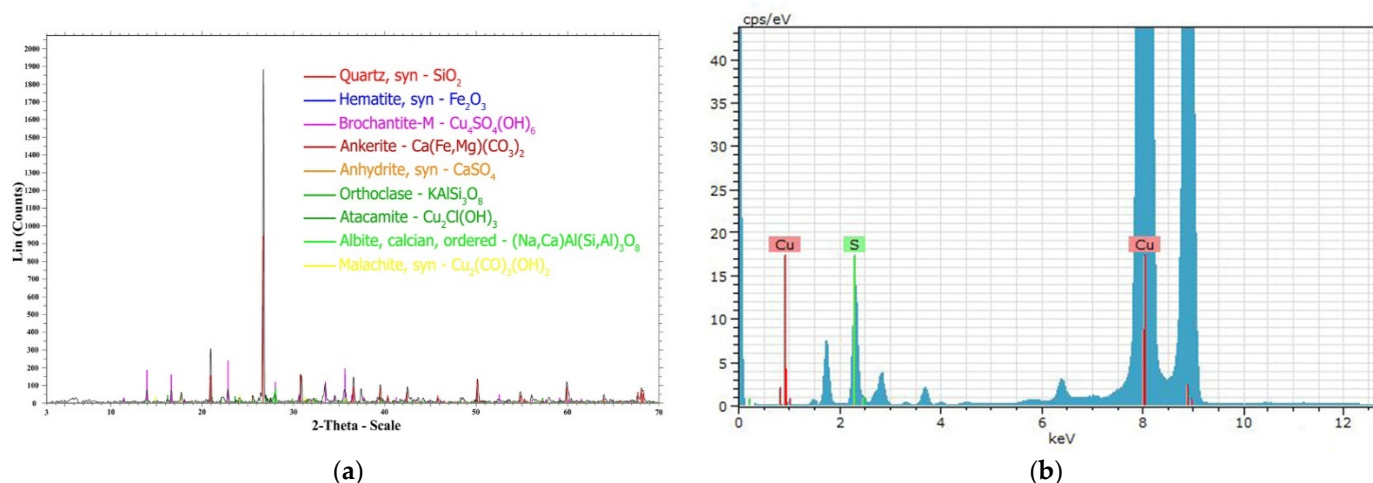 2000
1900
1800
1700
1600
1500
1400
1300
1200
1100
1000
900
800
700
600
500
400
300
200
100
0
Lin (Counts)
Quartz, syn - SiO₂
Hematite, syn - Fe₂O₃
Brochantite-M - Cu₄SO₄(OH)₆
Ankerite - Ca(Fe,Mg)(CO₃)₂
Anhydrite, syn - CaSO₄
Orthoclase - KAlSi₃O₈
Atacamite - Cu₂Cl(OH)₃
Albite, calcian, ordered - (Na,Ca)Al(Si,Al)₃O₈
Malachite, syn - Cu₂(CO)₃(OH)₂
3 10 20 30 40 50 60 70
2-Theta - Scale
(a)
cps/eV
40
35
30
25
20
15
10
5
0
Cu S Cu
0 2 4 6 8 10 12
keV
(b)